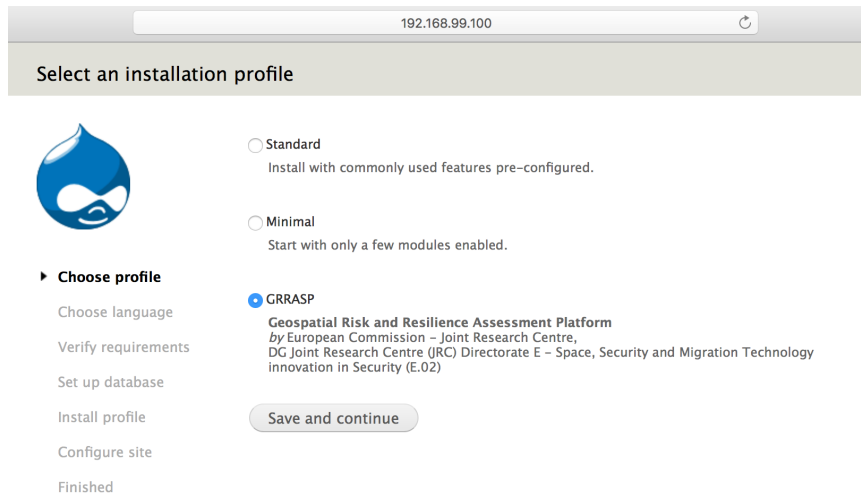 192.168.99.100
Select an installation profile
Standard
Install with commonly used features pre-configured.
Minimal
Start with only a few modules enabled.
Choose profile
Choose language
Verify requirements
Set up database
Install profile
Configure site
Finished
GRRASP
Geospatial Risk and Resilience Assessment Platform
by European Commission – Joint Research Centre,
DG Joint Research Centre (JRC) Directorate E – Space, Security and Migration Technology
innovation in Security (E.02)
Save and continue